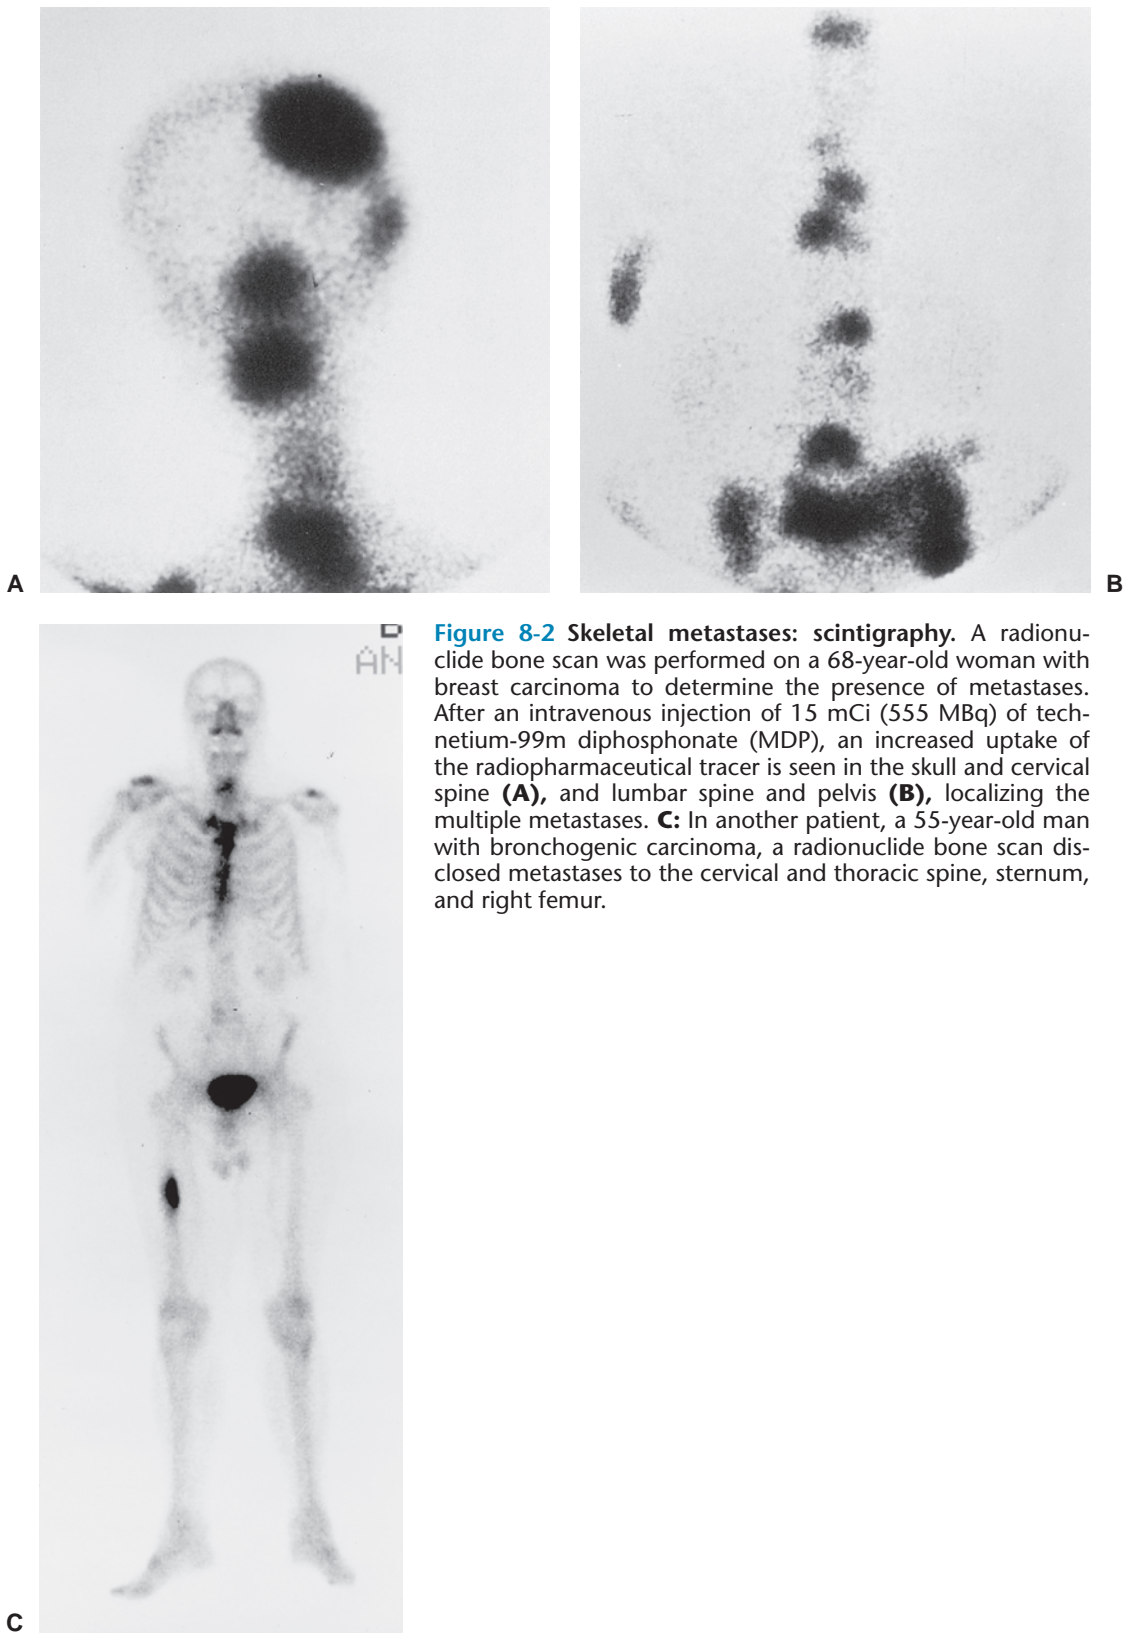 A
B
Figure 8-2 Skeletal metastases: scintigraphy. A radionu-
clide bone scan was performed on a 68-year-old woman with
breast carcinoma to determine the presence of metastases.
After an intravenous injection of 15 mCi (555 MBq) of tech-
netium-99m diphosphonate (MDP), an increased uptake of
the radiopharmaceutical tracer is seen in the skull and cervical
spine (A), and lumbar spine and pelvis (B), localizing the
multiple metastases. C: In another patient, a 55-year-old man
with bronchogenic carcinoma, a radionuclide bone scan dis-
closed metastases to the cervical and thoracic spine, sternum,
and right femur.
AN
C